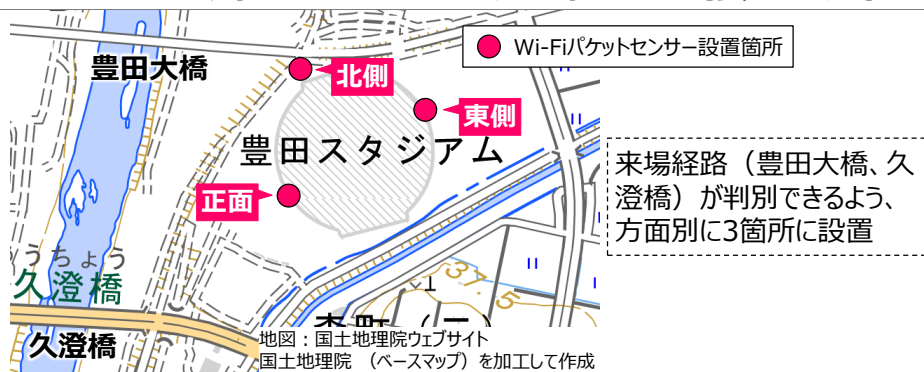 Wi-Fiパケットセンサー設置箇所
豊田大橋
北側
東側
豊田スタジアム
正面
来場経路（豊田大橋、久
澄橋）が判別できるよう、
方面別に3箇所に設置
うちょう
久澄橋
37.5
久澄橋
地図：国土地理院ウェブサイト
国土地理院 （ベースマップ）を加工して作成